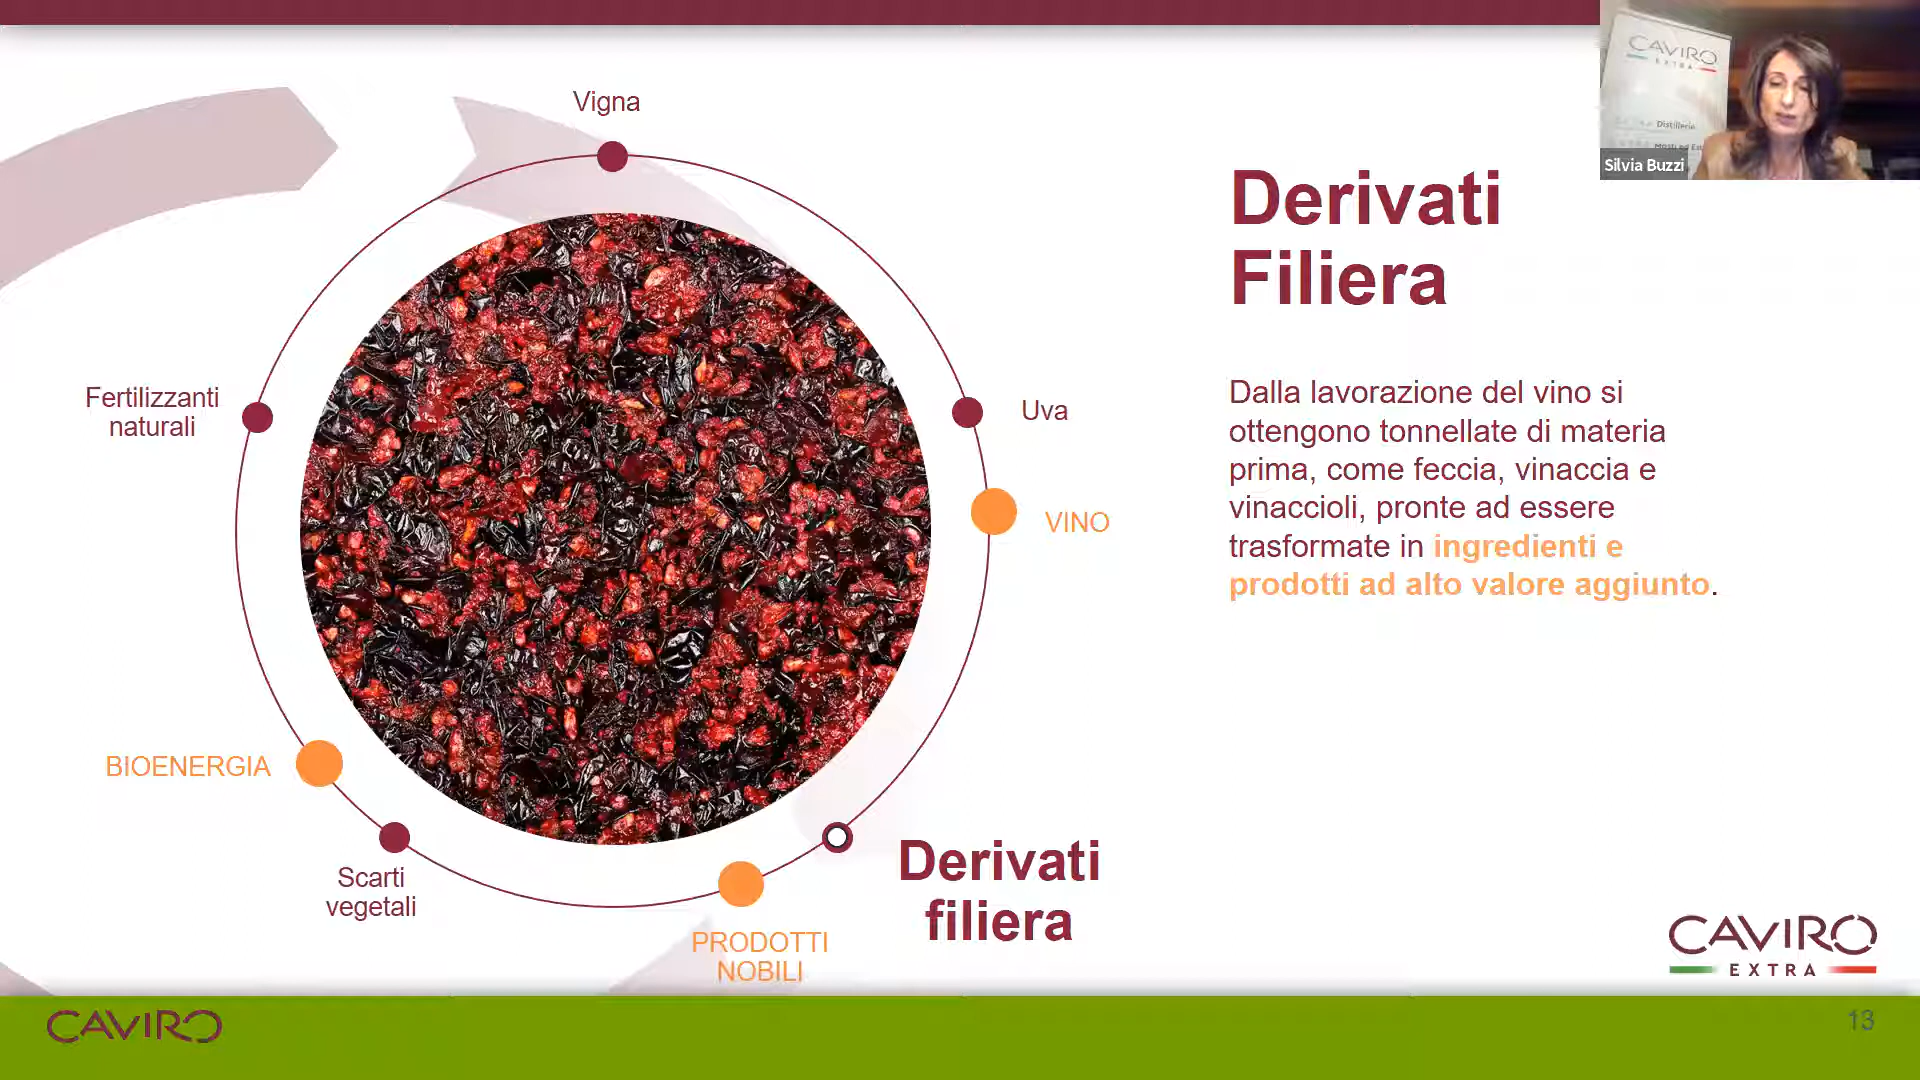 CAVIRO
EXTRA
Distillerie
Silvia Buzzi
Vigna
Derivati
Filiera
Fertilizzanti
naturali
Uva
VINO
Dalla lavorazione del vino si
ottengono tonnellate di materia
prima, come feccia, vinaccia e
vinaccioli, pronte ad essere
trasformate in ingredienti e
prodotti ad alto valore aggiunto.
BIOENERGIA
Scarti
vegetali
Derivati
filiera
PRODOTTI
NOBILI
CAVIRO
EXTRA
CAVIRO
13